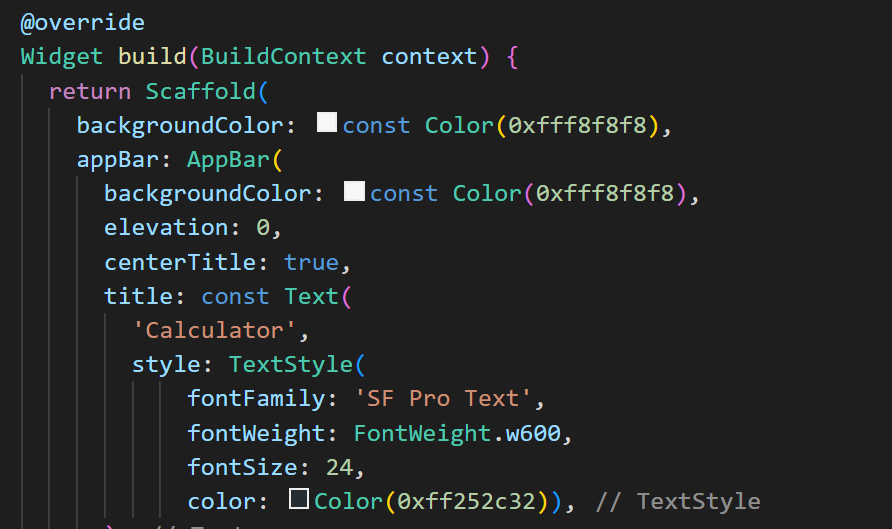 @override
Widget build(BuildContext context) {
return Scaffold(
backgroundColor: const Color(0xfff8f8f8),
appBar: AppBar(
backgroundColor: const Color(0xfff8f8f8),
elevation: 0,
centerTitle: true,
title: const Text(
'Calculator',
style: TextStyle(
fontFamily: 'SF Pro Text',
fontWeight: FontWeight.w600,
fontSize: 24,
color: Color(0xff252c32)), // TextStyle